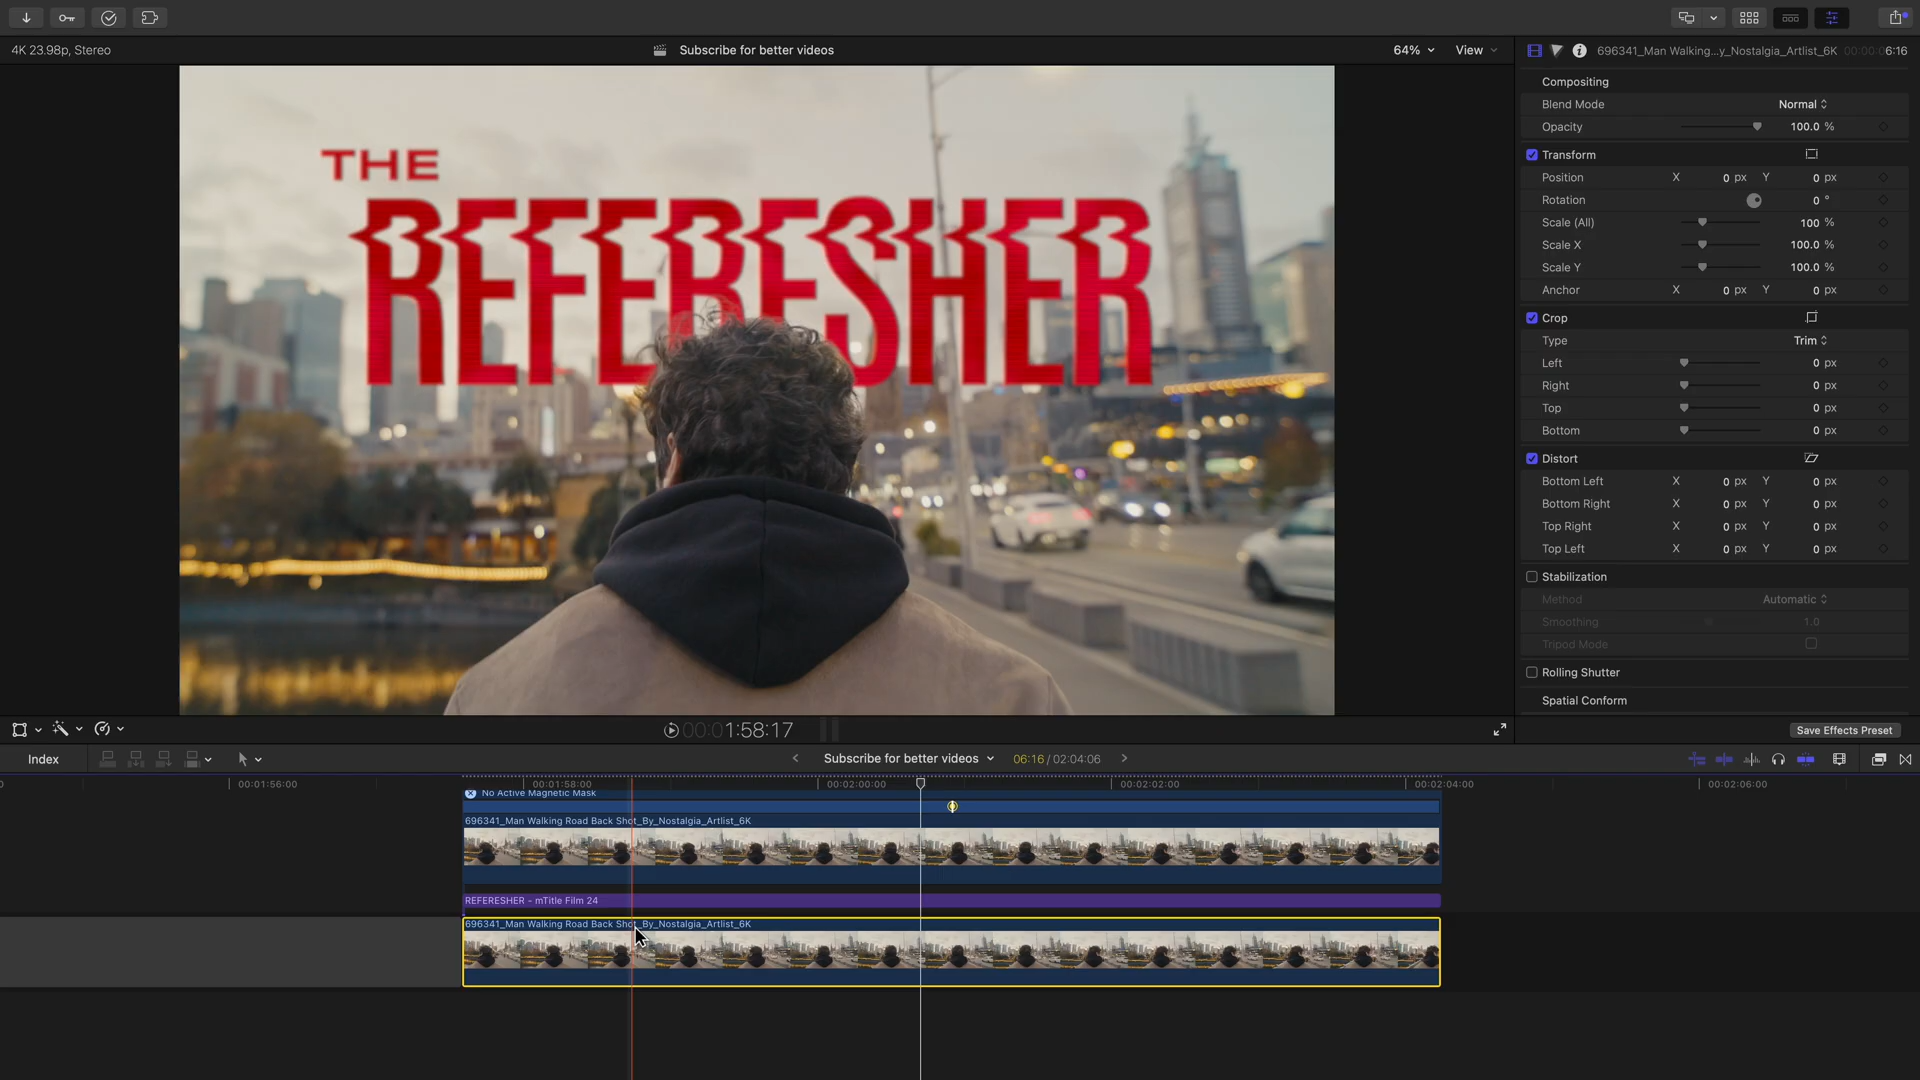 4K 23.98p, Stereo
Subscribe for better videos
64%
View
696341_Man Walking...y_Nostalgia_Artlist_6K
00:00:06:16
THE
REFERESHER
Compositing
Blend Mode Normal
Opacity 100.0 %
Transform
Position X 0 px Y 0 px
Rotation 0 °
Scale (All) 100 %
Scale X 100.0 %
Scale Y 100.0 %
Anchor X 0 px Y 0 px
Crop
Type Trim
Left 0 px
Right 0 px
Top 0 px
Bottom 0 px
Distort
Bottom Left X 0 px Y 0 px
Bottom Right X 0 px Y 0 px
Top Right X 0 px Y 0 px
Top Left X 0 px Y 0 px
Stabilization
Method Automatic
Smoothing 1.0
Tripod Mode
Rolling Shutter
Spatial Conform
00:01:58:17
Save Effects Preset
Index
Subscribe for better videos
06:16 / 02:04:06
00:01:56:00
00:01:58:00
00:02:00:00
00:02:02:00
00:02:04:00
00:02:06:00
No Active Magnetic Mask
696341_Man Walking Road Back Shot_By_Nostalgia_Artlist_6K
REFERESHER - mTitle Film 24
696341_Man Walking Road Back Shot_By_Nostalgia_Artlist_6K